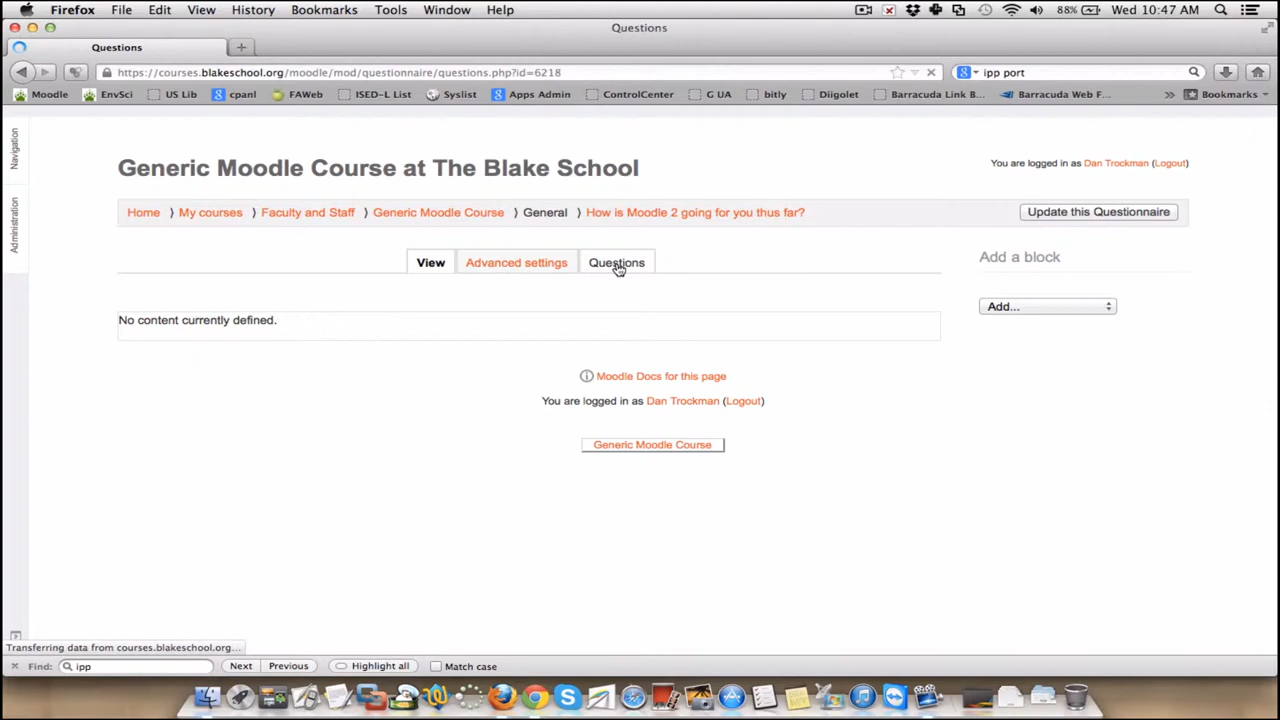 Firefox File Edit View History Bookmarks Tools Window Help 88% Wed 10:47 AM
Questions
Questions
https://courses.blakeschool.org/moodle/mod/questionnaire/questions.php?id=6218 ipp port
Moodle EnvSci US Lib cpanl FAWeb ISED-L List Syslist Apps Admin ControlCenter G UA bitly Diigolet Barracuda Link B... Barracuda Web F... » Bookmarks
Navigation
Administration
Generic Moodle Course at The Blake School
You are logged in as Dan Trockman (Logout)
Home 〉 My courses 〉 Faculty and Staff 〉 Generic Moodle Course 〉 General 〉 How is Moodle 2 going for you thus far?
Update this Questionnaire
View Advanced settings Questions
Add a block
Add...
No content currently defined.
Moodle Docs for this page
You are logged in as Dan Trockman (Logout)
Generic Moodle Course
Transferring data from courses.blakeschool.org...
Find: ipp Next Previous Highlight all Match case